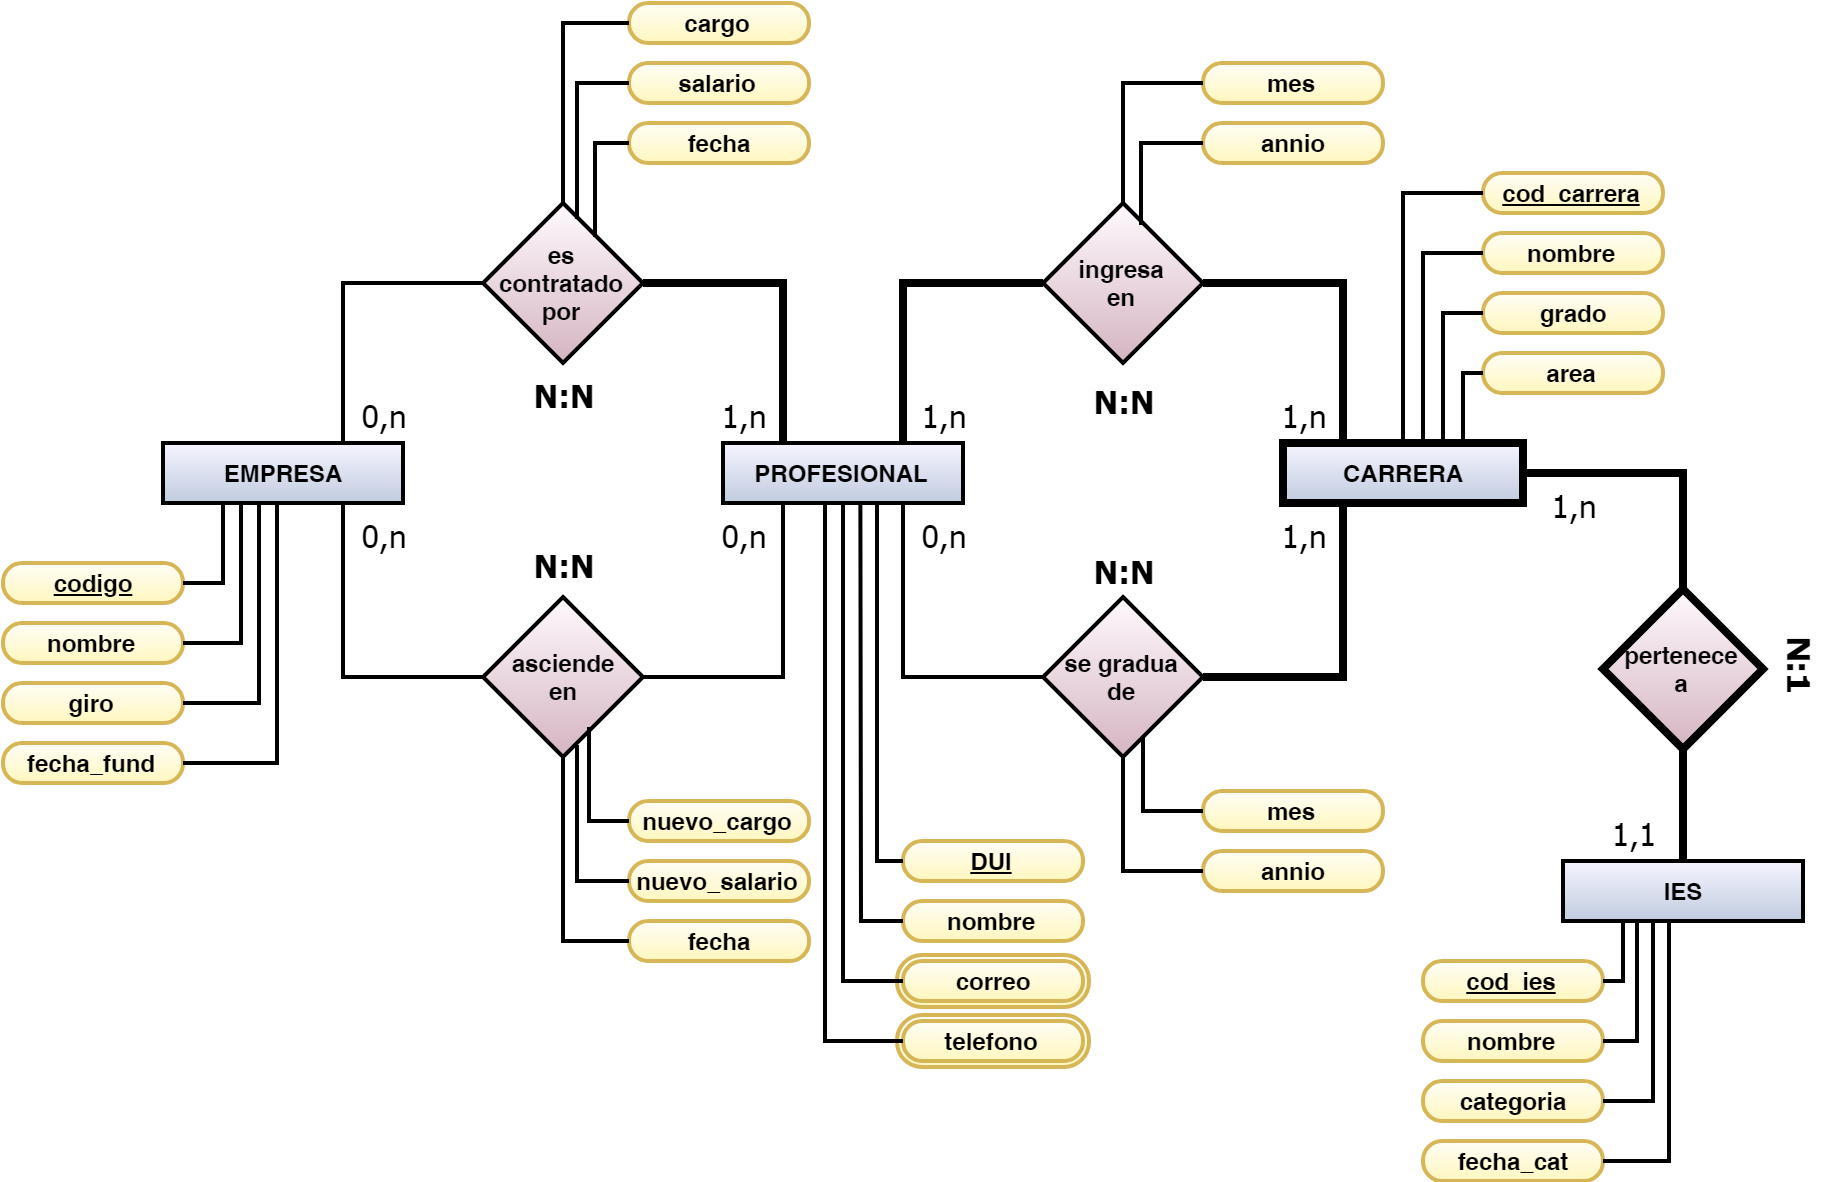 cargo
salario
fecha
mes
annio
cod_carrera
nombre
grado
area
es
contratado
por
ingresa
en
N:N
N:N
0,n
1,n
1,n
1,n
EMPRESA
PROFESIONAL
CARRERA
0,n
0,n
0,n
1,n
1,n
N:N
N:N
codigo
nombre
giro
fecha_fund
asciende
en
se gradua
de
pertenece
a
N:1
nuevo_cargo
nuevo_salario
fecha
mes
annio
1,1
IES
DUI
nombre
correo
telefono
cod_ies
nombre
categoria
fecha_cat